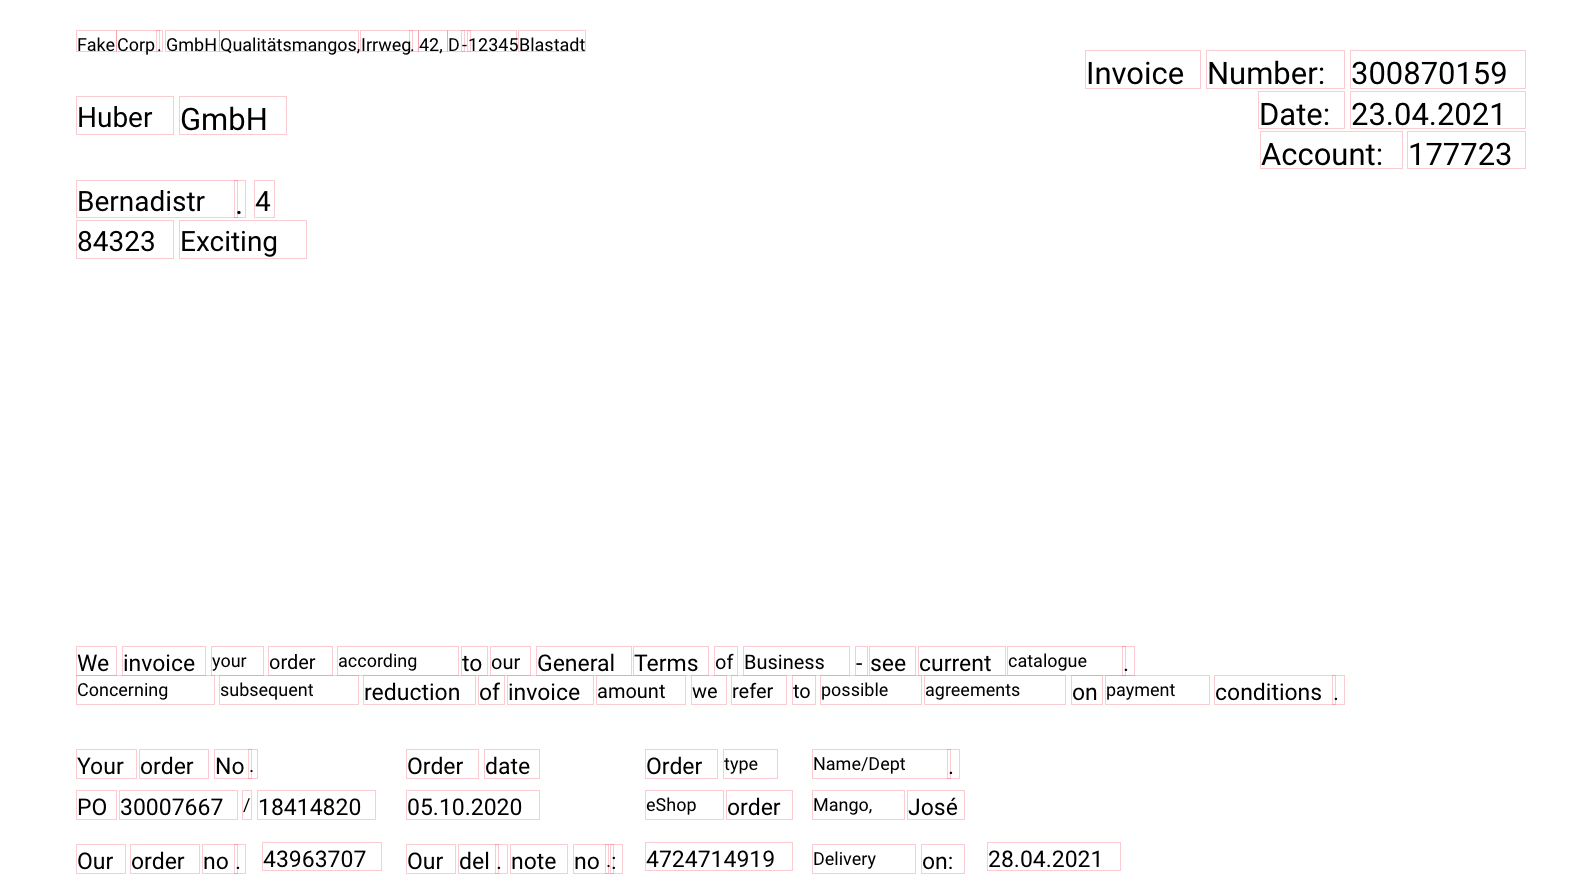 Fake Corp. GmbH Qualitätsmangos, Irrweg. 42, D-12345 Blastadt
Invoice Number: 300870159
Date: 23.04.2021
Account: 177723
Huber GmbH
Bernadistr. 4
84323 Exciting
We invoice your order according to our General Terms of Business - see current catalogue.
Concerning subsequent reduction of invoice amount we refer to possible agreements on payment conditions.
Your order No. Order date Order type Name/Dept.
PO 30007667 / 18414820 05.10.2020 eShop order Mango, José
Our order no. 43963707 Our del. note no.: 4724714919 Delivery on: 28.04.2021